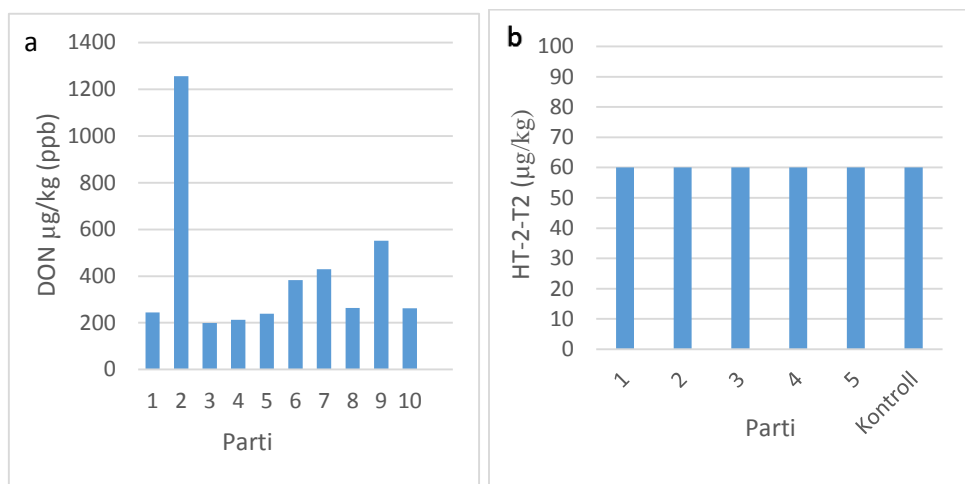 a
1400
1200
1000
800
600
400
200
0
DON µg/kg (ppb)
1 2 3 4 5 6 7 8 9 10
Parti
b
100
90
80
70
60
50
40
30
20
10
0
HT-2-T2 (µg/kg)
1 2 3 4 5 Kontroll
Parti